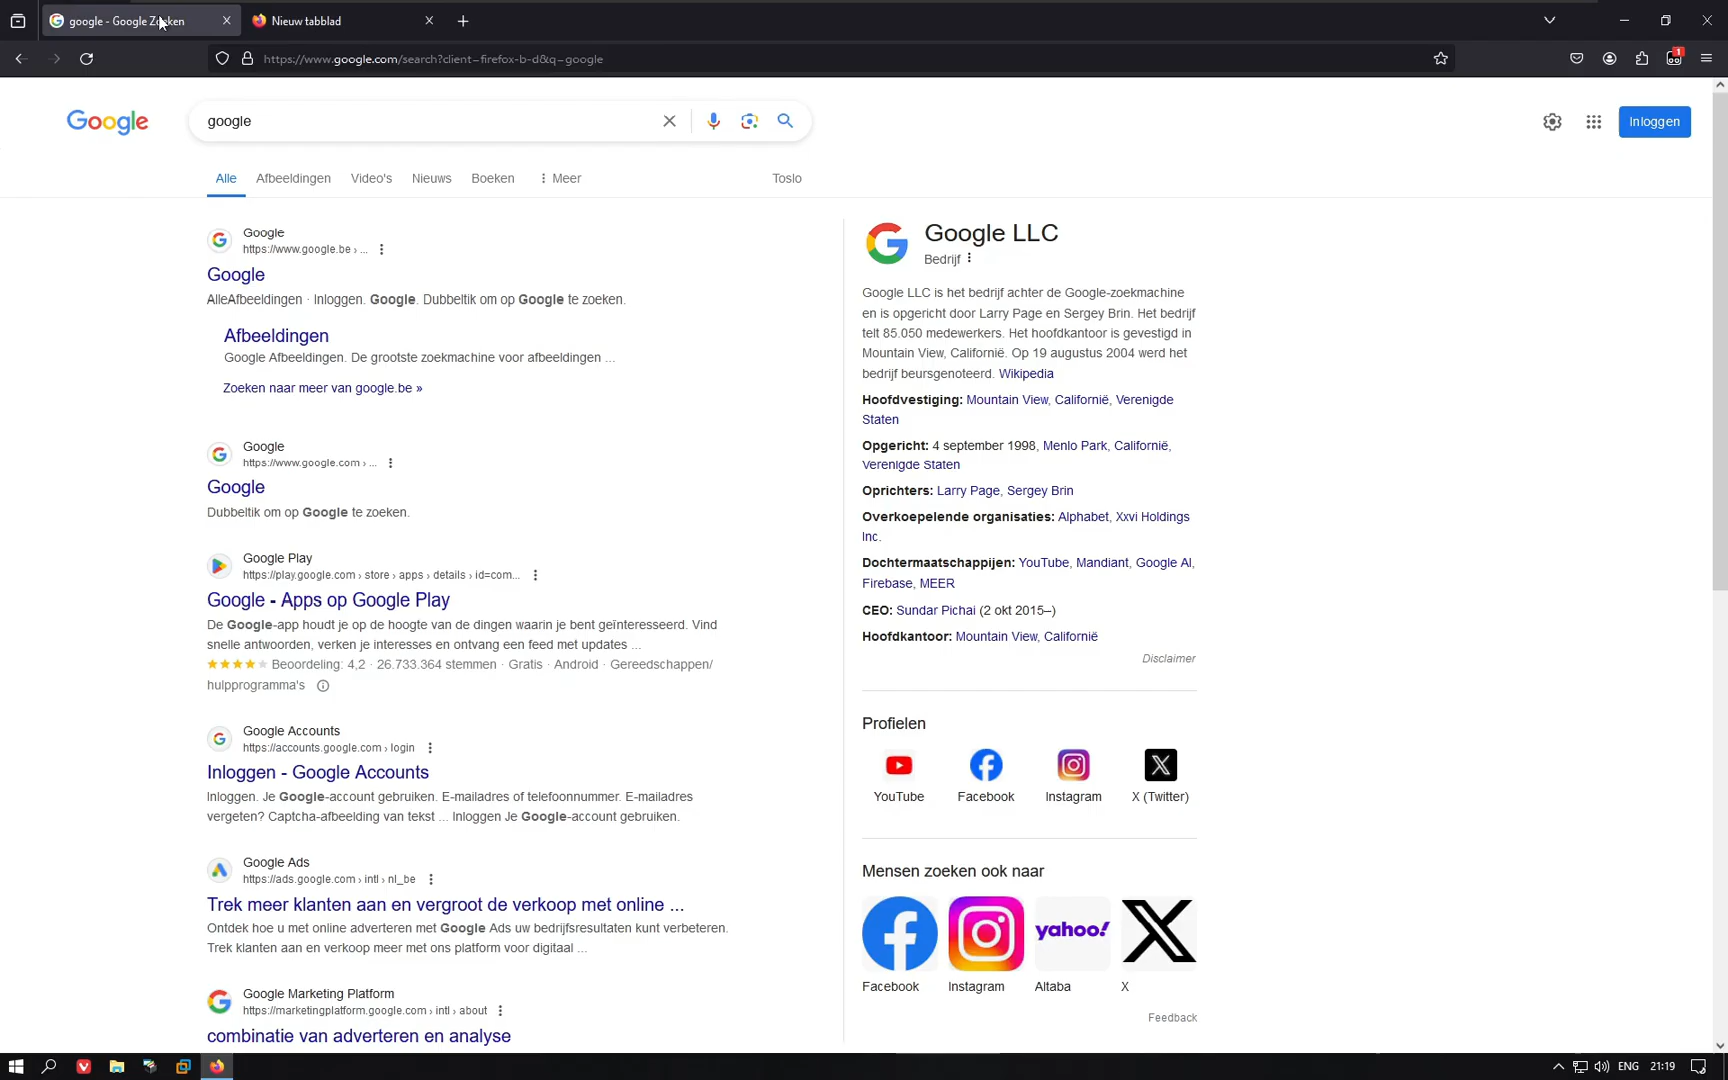 google - Google Zoeken
Nieuw tabblad
https://www.google.com/search?client=firefox-b-d&q=google
1
Google
google
Inloggen
Alle
Afbeeldingen
Video's
Nieuws
Boeken
Meer
Toslo
Google
https://www.google.be › ...
Google
AlleAfbeeldingen · Inloggen. Google. Dubbeltik om op Google te zoeken.
Afbeeldingen
Google Afbeeldingen. De grootste zoekmachine voor afbeeldingen ...
Zoeken naar meer van google.be »
Google
https://www.google.com › ...
Google
Dubbeltik om op Google te zoeken.
Google Play
https://play.google.com › store › apps › details › id=com...
Google - Apps op Google Play
De Google-app houdt je op de hoogte van de dingen waarin je bent geïnteresseerd. Vind
snelle antwoorden, verken je interesses en ontvang een feed met updates ...
Beoordeling: 4,2 · 26.733.364 stemmen · Gratis · Android · Gereedschappen/
hulpprogramma's
Google Accounts
https://accounts.google.com › login
Inloggen - Google Accounts
Inloggen. Je Google-account gebruiken. E-mailadres of telefoonnummer. E-mailadres
vergeten? Captcha-afbeelding van tekst ... Inloggen Je Google-account gebruiken.
Google Ads
https://ads.google.com › intl › nl_be
Trek meer klanten aan en vergroot de verkoop met online ...
Ontdek hoe u met online adverteren met Google Ads uw bedrijfsresultaten kunt verbeteren.
Trek klanten aan en verkoop meer met ons platform voor digitaal ...
Google Marketing Platform
https://marketingplatform.google.com › intl › about
combinatie van adverteren en analyse
Google LLC
Bedrijf
Google LLC is het bedrijf achter de Google-zoekmachine
en is opgericht door Larry Page en Sergey Brin. Het bedrijf
telt 85.050 medewerkers. Het hoofdkantoor is gevestigd in
Mountain View, Californië. Op 19 augustus 2004 werd het
bedrijf beursgenoteerd. Wikipedia
Hoofdvestiging: Mountain View, Californië, Verenigde
Staten
Opgericht: 4 september 1998, Menlo Park, Californië,
Verenigde Staten
Oprichters: Larry Page, Sergey Brin
Overkoepelende organisaties: Alphabet, Xxvi Holdings
Inc.
Dochtermaatschappijen: YouTube, Mandiant, Google AI,
Firebase, MEER
CEO: Sundar Pichai (2 okt 2015–)
Hoofdkantoor: Mountain View, Californië
Disclaimer
Profielen
YouTube
Facebook
Instagram
X (Twitter)
Mensen zoeken ook naar
yahoo!
Facebook
Instagram
Altaba
X
Feedback
ENG
21:19